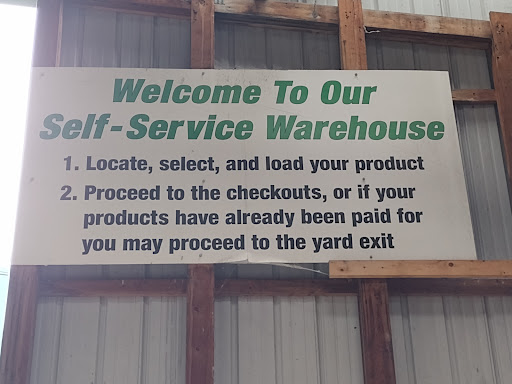 Welcome To Our
Self-Service Warehouse
1. Locate, select, and load your product
2. Proceed to the checkouts, or if your
products have already been paid for
you may proceed to the yard exit